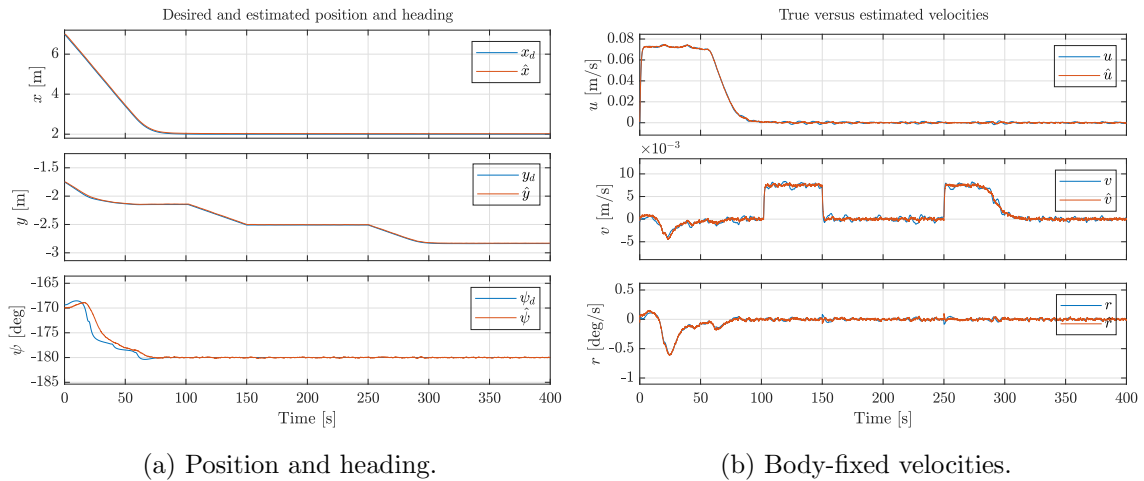 Desired and estimated position and heading
6
4
2
x [m]
x_d
x̂
-1.5
-2
-2.5
-3
y [m]
y_d
ŷ
-165
-170
-175
-180
-185
ψ [deg]
ψ_d
ψ̂
0 50 100 150 200 250 300 350 400
Time [s]
(a) Position and heading.
True versus estimated velocities
0.08
0.06
0.04
0.02
0
u [m/s]
u
û
×10⁻³
10
5
0
-5
v [m/s]
v
v̂
0.5
0
-0.5
-1
r [deg/s]
r
r̂
0 50 100 150 200 250 300 350 400
Time [s]
(b) Body-fixed velocities.